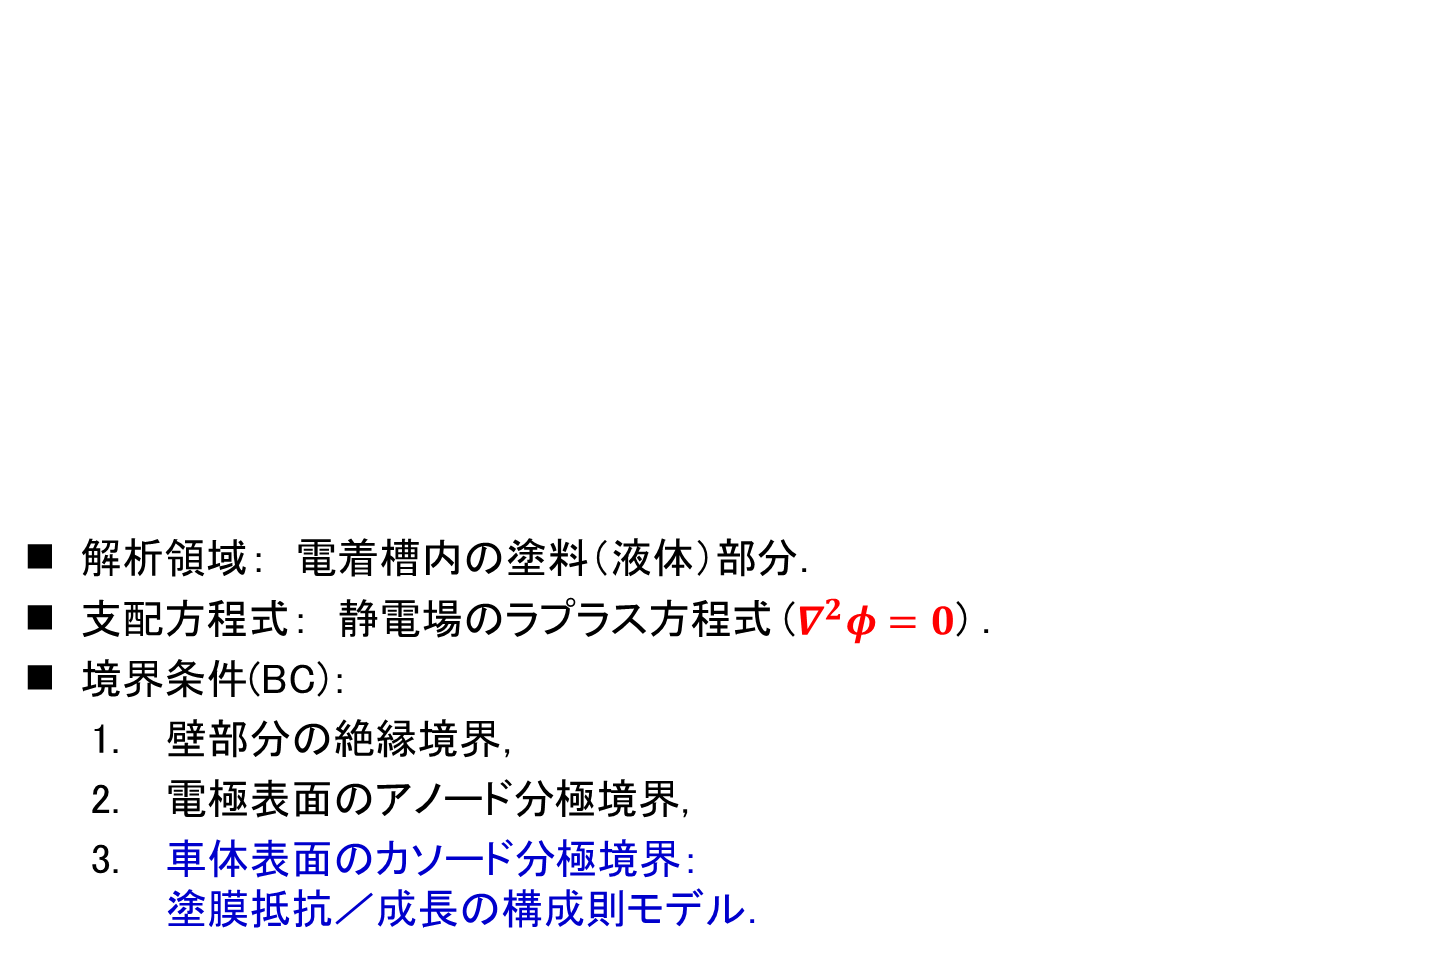 ■ 解析領域： 電着槽内の塗料（液体）部分．
■ 支配方程式： 静電場のラプラス方程式（∇²ϕ = 0）．
■ 境界条件(BC)：
1. 壁部分の絶縁境界，
2. 電極表面のアノード分極境界，
3. 車体表面のカソード分極境界：
塗膜抵抗／成長の構成則モデル．